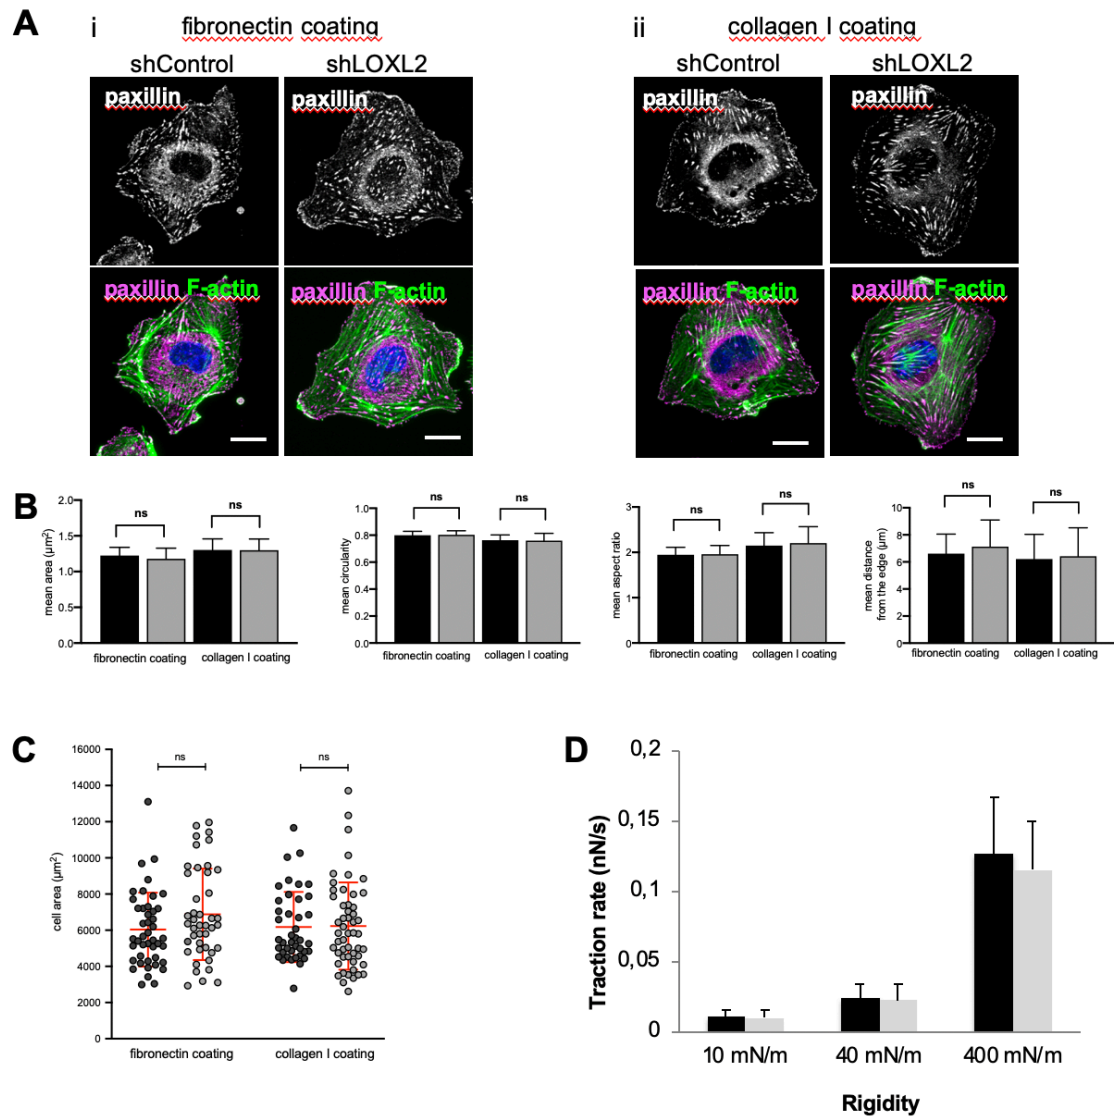 A
i
fibronectin coating
ii
collagen I coating
shControl
shLOXL2
shControl
shLOXL2
paxillin
paxillin
paxillin
paxillin
paxillin F-actin
paxillin F-actin
paxillin F-actin
paxillin F-actin
B
mean area (µm²)
2.0
1.5
1.0
0.5
0.0
ns
ns
fibronectin coating
collagen I coating
mean circularity
1.0
0.8
0.6
0.4
0.2
0.0
ns
ns
fibronectin coating
collagen I coating
mean aspect ratio
3
2
1
0
ns
ns
fibronectin coating
collagen I coating
mean distance
from the edge (µm)
10
8
6
4
2
0
ns
ns
fibronectin coating
collagen I coating
C
cell area (µm²)
16000
14000
12000
10000
8000
6000
4000
2000
0
ns
ns
fibronectin coating
collagen I coating
D
Traction rate (nN/s)
0,2
0,15
0,1
0,05
0
10 mN/m
40 mN/m
400 mN/m
Rigidity